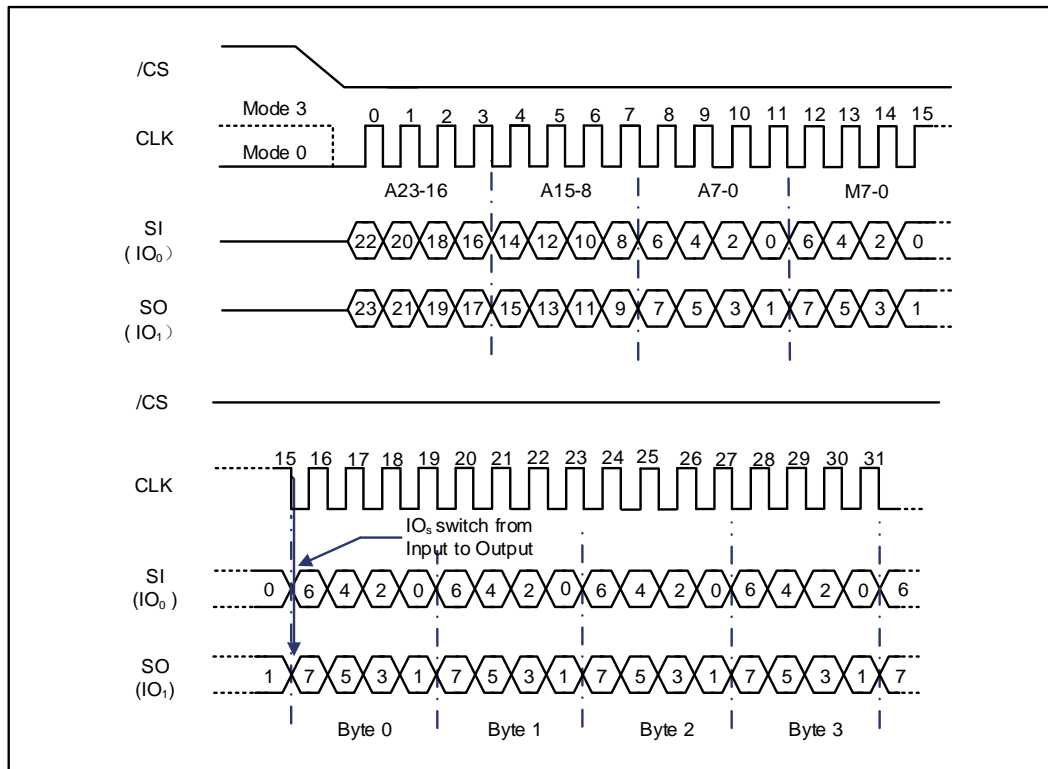 /CS
Mode 3
0 1 2 3 4 5 6 7 8 9 10 11 12 13 14 15
CLK
Mode 0
A23-16 A15-8 A7-0 M7-0
SI
( IO₀)
22 20 18 16 14 12 10 8 6 4 2 0 6 4 2 0
SO
( IO₁)
23 21 19 17 15 13 11 9 7 5 3 1 7 5 3 1
/CS
15 16 17 18 19 20 21 22 23 24 25 26 27 28 29 30 31
CLK
IOₛ switch from
Input to Output
SI
(IO₀ )
0 6 4 2 0 6 4 2 0 6 4 2 0 6 4 2 0 6
SO
(IO₁)
1 7 5 3 1 7 5 3 1 7 5 3 1 7 5 3 1 7
Byte 0 Byte 1 Byte 2 Byte 3